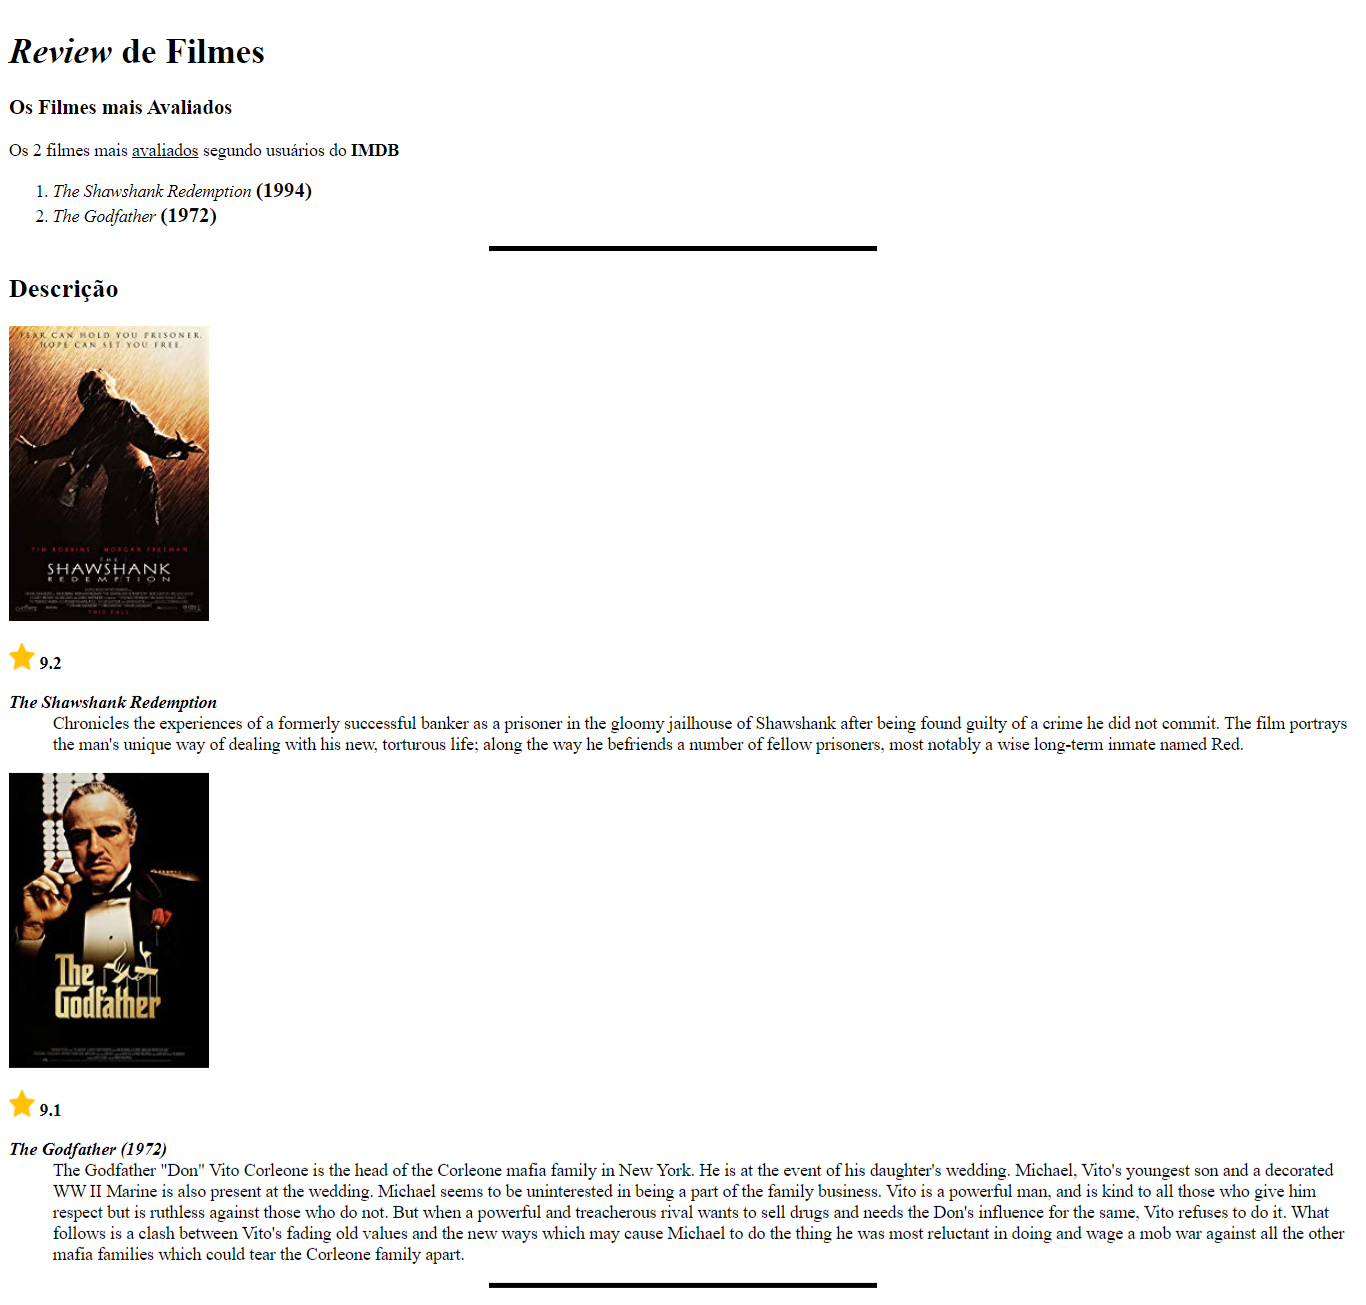 Review de Filmes
Os Filmes mais Avaliados
Os 2 filmes mais avaliados segundo usuários do IMDB
1. The Shawshank Redemption (1994)
2. The Godfather (1972)
Descrição
FEAR CAN HOLD YOU PRISONER.
HOPE CAN SET YOU FREE.
TIM ROBBINS MORGAN FREEMAN
THE
SHAWSHANK
REDEMPTION
THIS FALL
9.2
The Shawshank Redemption
Chronicles the experiences of a formerly successful banker as a prisoner in the gloomy jailhouse of Shawshank after being found guilty of a crime he did not commit. The film portrays
the man's unique way of dealing with his new, torturous life; along the way he befriends a number of fellow prisoners, most notably a wise long-term inmate named Red.
The
Godfather
9.1
The Godfather (1972)
The Godfather "Don" Vito Corleone is the head of the Corleone mafia family in New York. He is at the event of his daughter's wedding. Michael, Vito's youngest son and a decorated
WW II Marine is also present at the wedding. Michael seems to be uninterested in being a part of the family business. Vito is a powerful man, and is kind to all those who give him
respect but is ruthless against those who do not. But when a powerful and treacherous rival wants to sell drugs and needs the Don's influence for the same, Vito refuses to do it. What
follows is a clash between Vito's fading old values and the new ways which may cause Michael to do the thing he was most reluctant in doing and wage a mob war against all the other
mafia families which could tear the Corleone family apart.